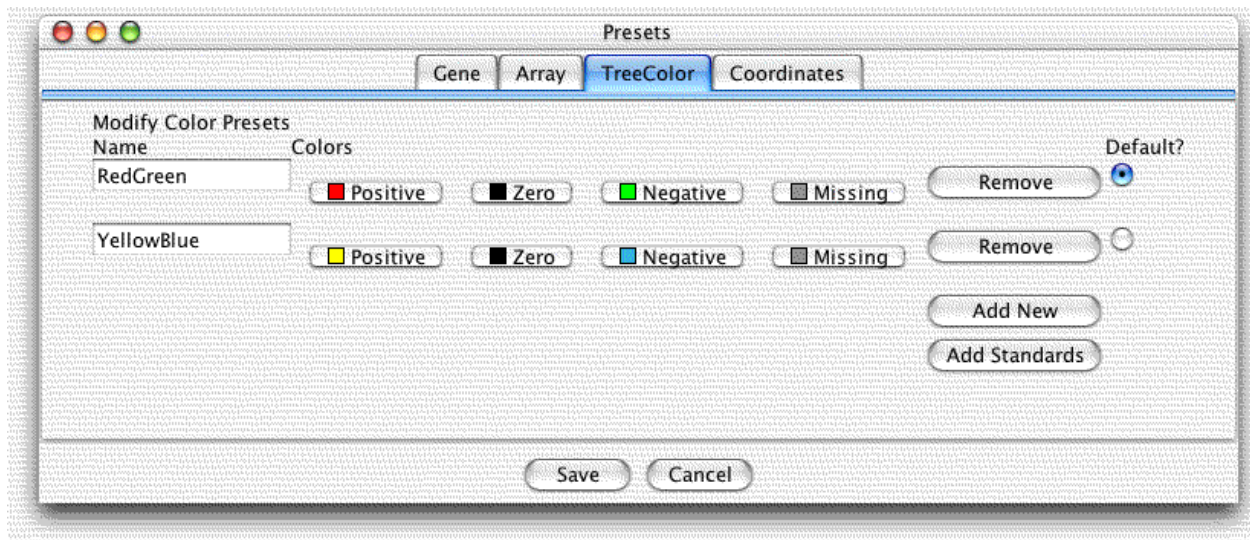 Presets
Gene Array TreeColor Coordinates
Modify Color Presets
Name Colors Default?
RedGreen Positive Zero Negative Missing Remove
YellowBlue Positive Zero Negative Missing Remove
Add New
Add Standards
Save Cancel